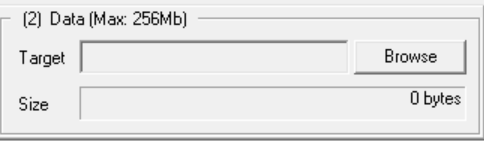 (2) Data (Max: 256Mb)
Target Browse
Size 0 bytes